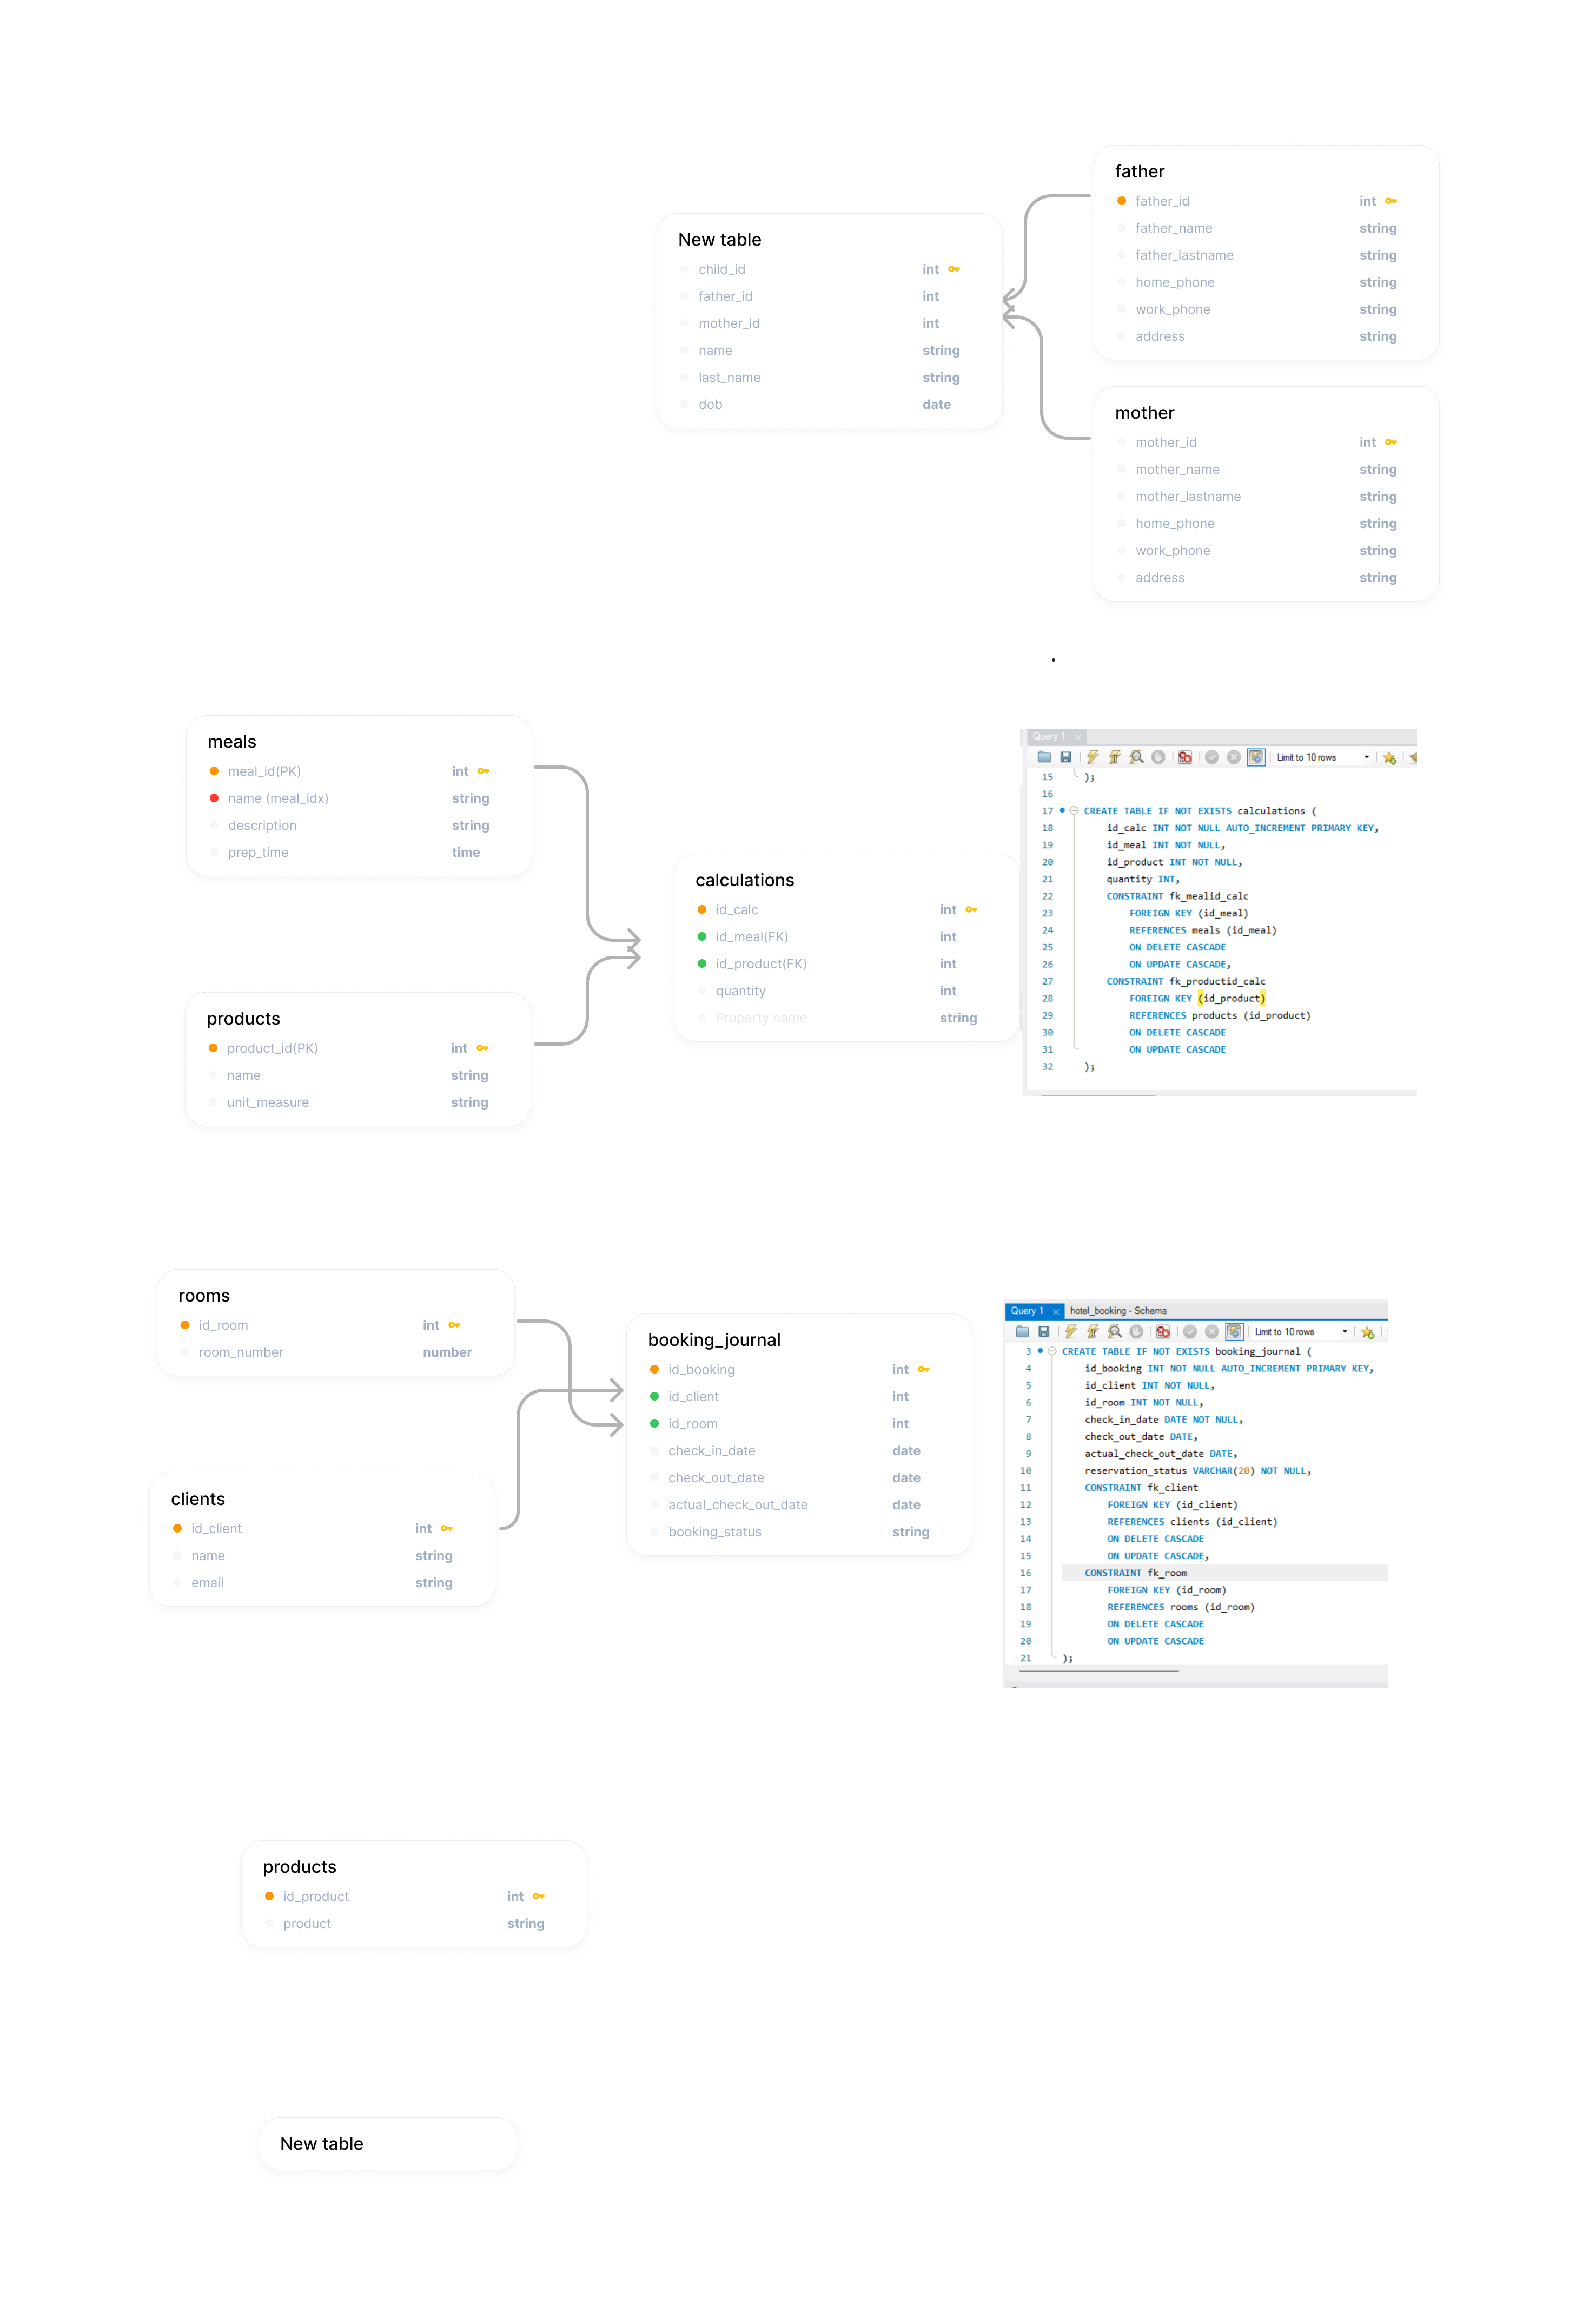 father
father_id int
father_name string
father_lastname string
home_phone string
work_phone string
address string
New table
child_id int
father_id int
mother_id int
name string
last_name string
dob date
mother
mother_id int
mother_name string
mother_lastname string
home_phone string
work_phone string
address string
meals
meal_id(PK) int
name (meal_idx) string
description string
prep_time time
products
product_id(PK) int
name string
unit_measure string
calculations
id_calc int
id_meal(FK) int
id_product(FK) int
quantity int
Property name string
Query 1
Limit to 10 rows
15 );
16
17 CREATE TABLE IF NOT EXISTS calculations (
18 id_calc INT NOT NULL AUTO_INCREMENT PRIMARY KEY,
19 id_meal INT NOT NULL,
20 id_product INT NOT NULL,
21 quantity INT,
22 CONSTRAINT fk_mealid_calc
23 FOREIGN KEY (id_meal)
24 REFERENCES meals (id_meal)
25 ON DELETE CASCADE
26 ON UPDATE CASCADE,
27 CONSTRAINT fk_productid_calc
28 FOREIGN KEY (id_product)
29 REFERENCES products (id_product)
30 ON DELETE CASCADE
31 ON UPDATE CASCADE
32 );
rooms
id_room int
room_number number
clients
id_client int
name string
email string
booking_journal
id_booking int
id_client int
id_room int
check_in_date date
check_out_date date
actual_check_out_date date
booking_status string
Query 1 hotel_booking - Schema
Limit to 10 rows
3 CREATE TABLE IF NOT EXISTS booking_journal (
4 id_booking INT NOT NULL AUTO_INCREMENT PRIMARY KEY,
5 id_client INT NOT NULL,
6 id_room INT NOT NULL,
7 check_in_date DATE NOT NULL,
8 check_out_date DATE,
9 actual_check_out_date DATE,
10 reservation_status VARCHAR(20) NOT NULL,
11 CONSTRAINT fk_client
12 FOREIGN KEY (id_client)
13 REFERENCES clients (id_client)
14 ON DELETE CASCADE
15 ON UPDATE CASCADE,
16 CONSTRAINT fk_room
17 FOREIGN KEY (id_room)
18 REFERENCES rooms (id_room)
19 ON DELETE CASCADE
20 ON UPDATE CASCADE
21 );
products
id_product int
product string
New table